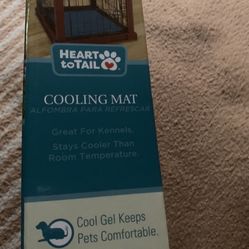 HEART
to TAIL
COOLING MAT
ALFOMBRA PARA REFRESCAR
Great For Kennels.
Stays Cooler Than
Room Temperature.
Cool Gel Keeps
Pets Comfortable.